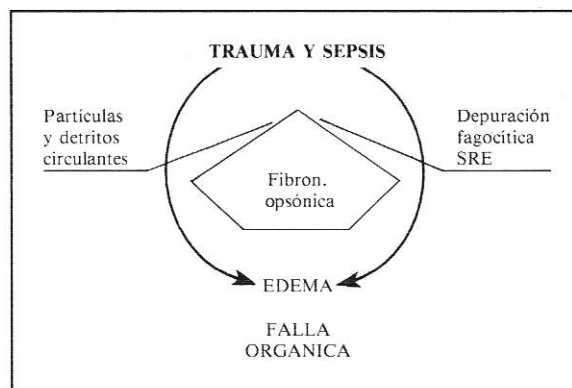 TRAUMA Y SEPSIS
Partículas
y detritos
circulantes
Depuración
fagocítica
SRE
Fibron.
opsónica
EDEMA
FALLA
ORGANICA